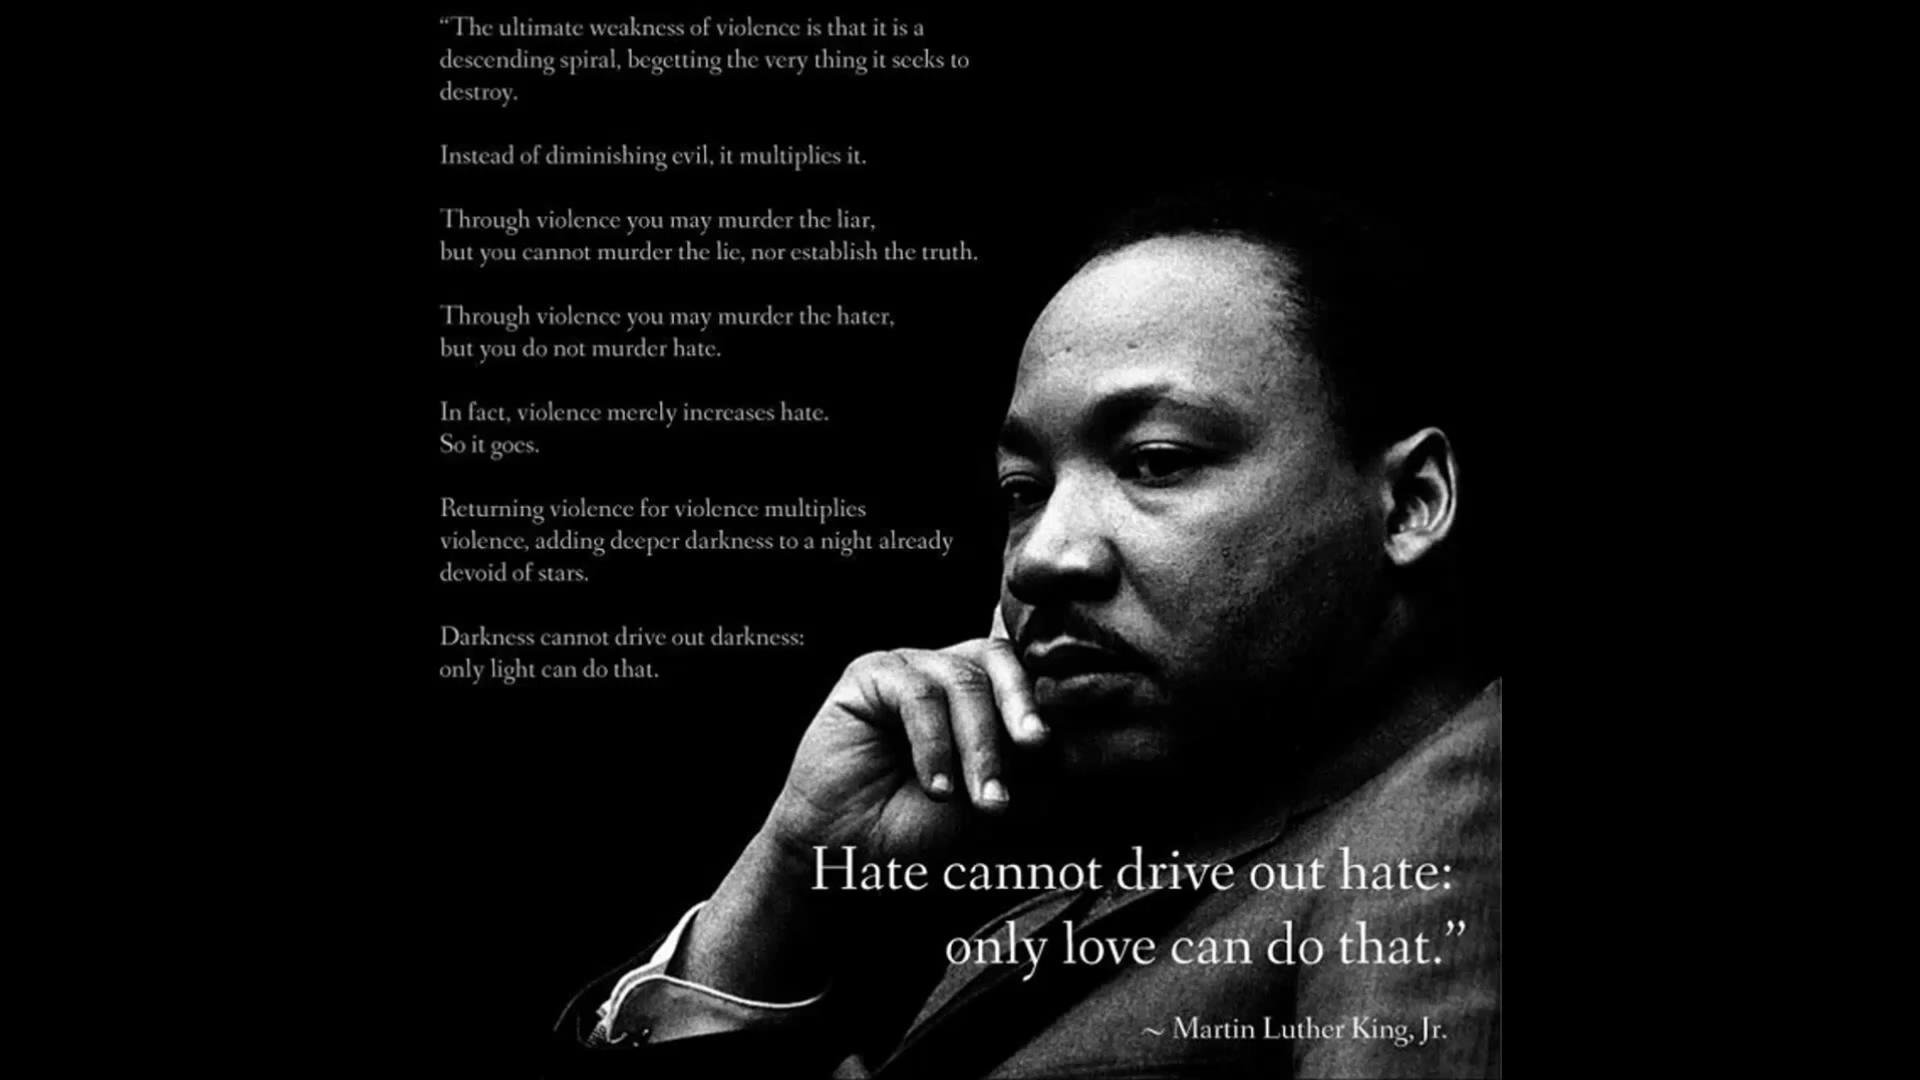 “The ultimate weakness of violence is that it is a
descending spiral, begetting the very thing it seeks to
destroy.
Instead of diminishing evil, it multiplies it.
Through violence you may murder the liar,
but you cannot murder the lie, nor establish the truth.
Through violence you may murder the hater,
but you do not murder hate.
In fact, violence merely increases hate.
So it goes.
Returning violence for violence multiplies
violence, adding deeper darkness to a night already
devoid of stars.
Darkness cannot drive out darkness:
only light can do that.
Hate cannot drive out hate:
only love can do that.”
~ Martin Luther King, Jr.